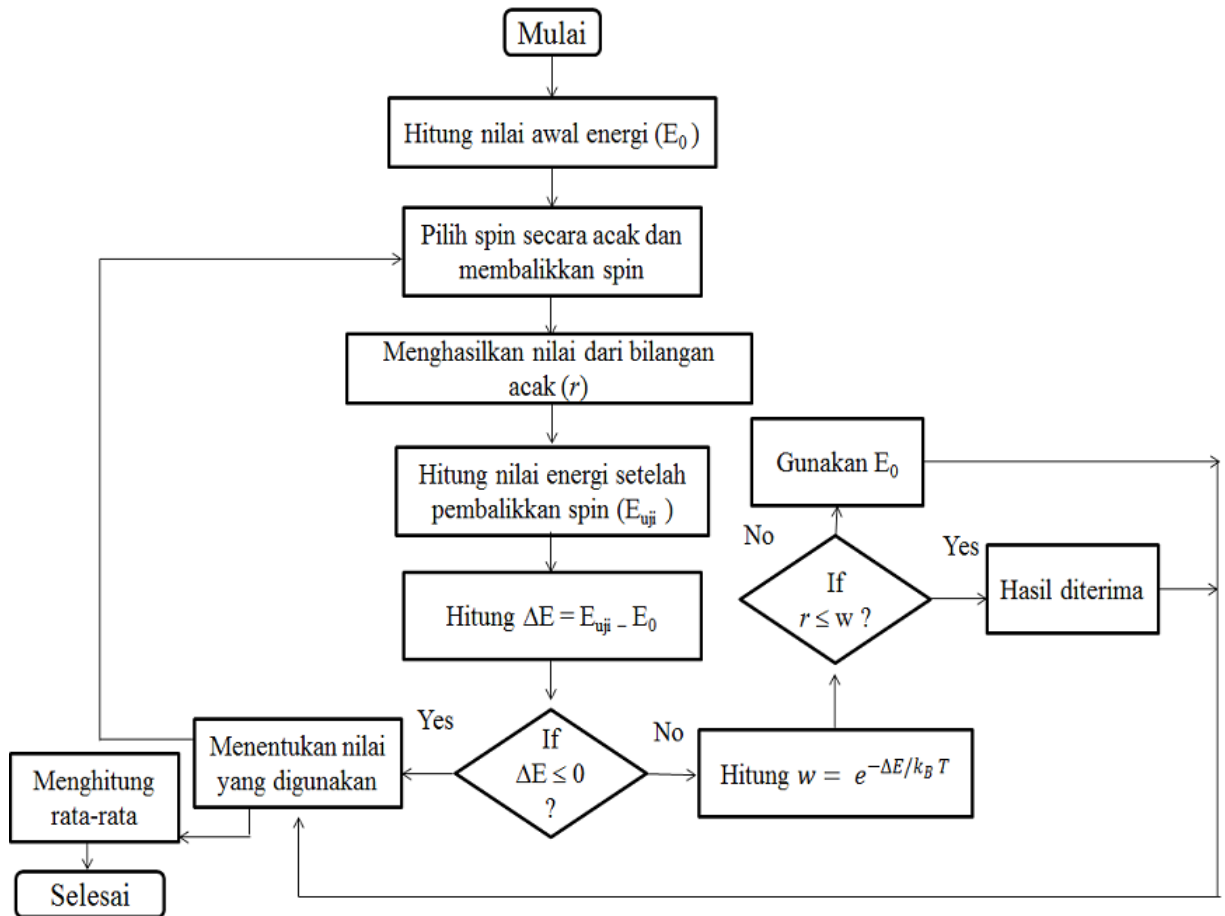 Mulai
Hitung nilai awal energi (E₀ )
Pilih spin secara acak dan
membalikkan spin
Menghasilkan nilai dari bilangan
acak (r)
Hitung nilai energi setelah
pembalikkan spin (Eᵤⱼᵢ )
Hitung ΔE = Eᵤⱼᵢ – E₀
If
ΔE ≤ 0
?
Yes
No
Hitung w = e^{-ΔE/k_B T}
If
r ≤ w ?
No
Yes
Gunakan E₀
Hasil diterima
Menentukan nilai
yang digunakan
Menghitung
rata-rata
Selesai